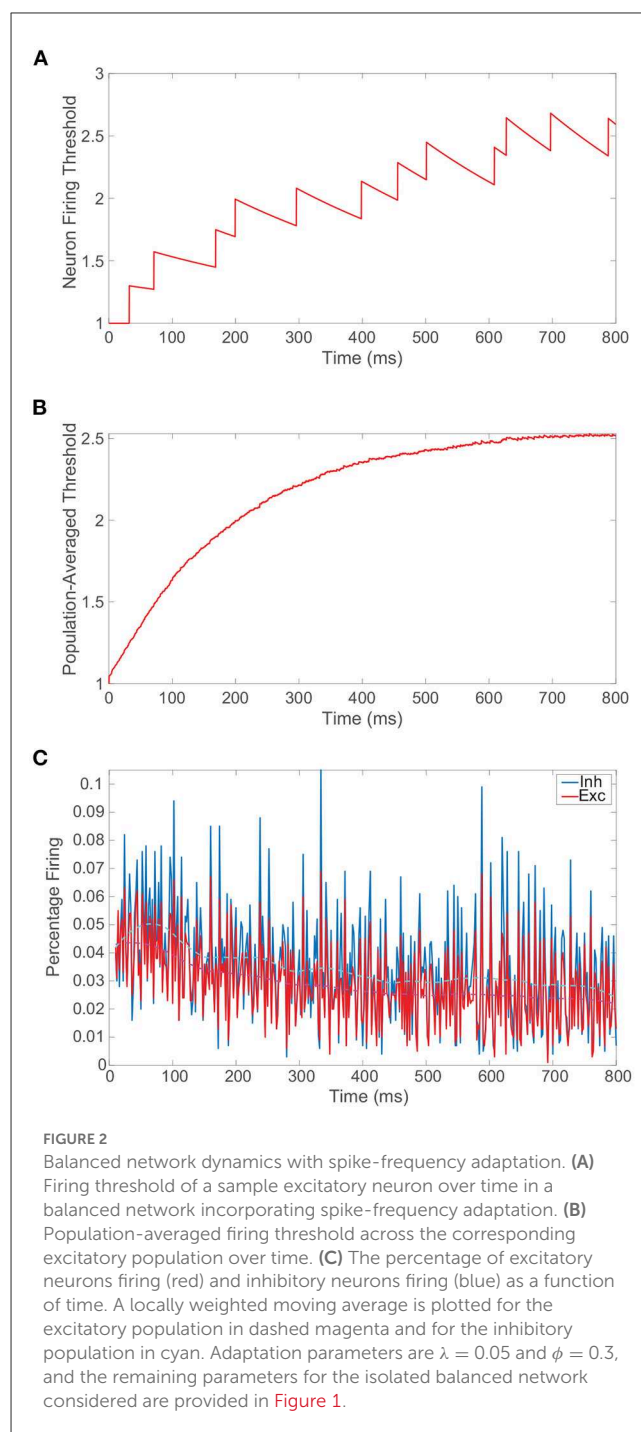 A
3
2.5
2
1.5
1
Neuron Firing Threshold
0 100 200 300 400 500 600 700 800
Time (ms)
B
2.5
2
1.5
1
Population-Averaged Threshold
0 100 200 300 400 500 600 700 800
Time (ms)
C
0.1
0.09
0.08
0.07
0.06
0.05
0.04
0.03
0.02
0.01
0
Percentage Firing
Inh
Exc
0 100 200 300 400 500 600 700 800
Time (ms)
FIGURE 2
Balanced network dynamics with spike-frequency adaptation. (A)
Firing threshold of a sample excitatory neuron over time in a
balanced network incorporating spike-frequency adaptation. (B)
Population-averaged firing threshold across the corresponding
excitatory population over time. (C) The percentage of excitatory
neurons firing (red) and inhibitory neurons firing (blue) as a function
of time. A locally weighted moving average is plotted for the
excitatory population in dashed magenta and for the inhibitory
population in cyan. Adaptation parameters are λ = 0.05 and ϕ = 0.3,
and the remaining parameters for the isolated balanced network
considered are provided in Figure 1.